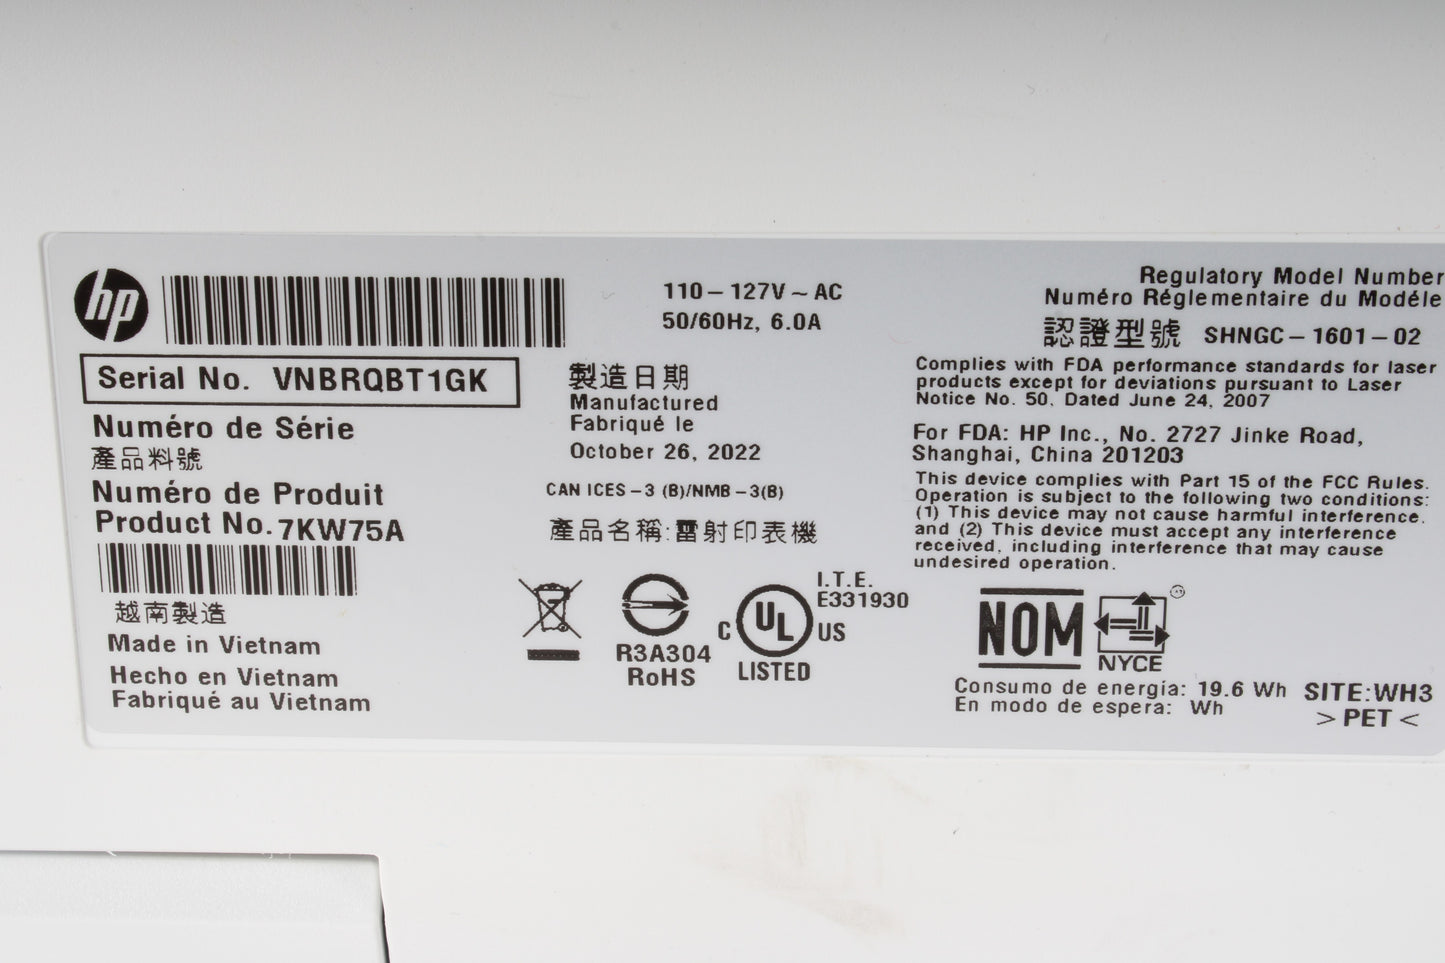 hp
Serial No. VNBRQBT1GK
Numéro de Série
產品料號
Numéro de Produit
Product No. 7KW75A
越南製造
Made in Vietnam
Hecho en Vietnam
Fabriqué au Vietnam
110 – 127V ~ AC
50/60Hz, 6.0A
製造日期
Manufactured
Fabriqué le
October 26, 2022
CAN ICES – 3 (B)/NMB – 3(B)
產品名稱:雷射印表機
R3A304
RoHS
I.T.E.
E331930
C UL US
LISTED
Regulatory Model Number
Numéro Réglementaire du Modéle
認證型號 SHNGC – 1601 – 02
Complies with FDA performance standards for laser
products except for deviations pursuant to Laser
Notice No. 50, Dated June 24, 2007
For FDA: HP Inc., No. 2727 Jinke Road,
Shanghai, China 201203
This device complies with Part 15 of the FCC Rules.
Operation is subject to the following two conditions:
(1) This device may not cause harmful interference,
and (2) This device must accept any interference
received, including interference that may cause
undesired operation.
NOM
NYCE
Consumo de energía: 19.6 Wh
En modo de espera: Wh
SITE:WH3
> PET <